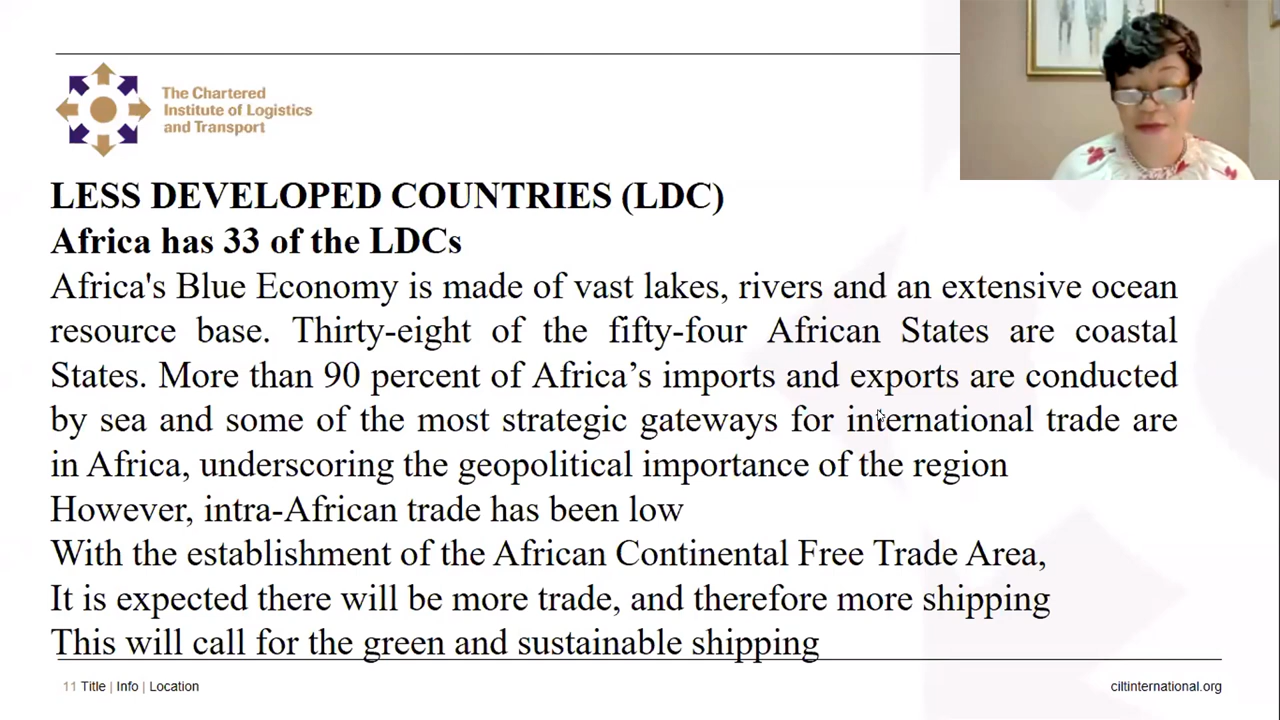 The Chartered
Institute of Logistics
and Transport
LESS DEVELOPED COUNTRIES (LDC)
Africa has 33 of the LDCs
Africa's Blue Economy is made of vast lakes, rivers and an extensive ocean
resource base. Thirty-eight of the fifty-four African States are coastal
States. More than 90 percent of Africa’s imports and exports are conducted
by sea and some of the most strategic gateways for international trade are
in Africa, underscoring the geopolitical importance of the region
However, intra-African trade has been low
With the establishment of the African Continental Free Trade Area,
It is expected there will be more trade, and therefore more shipping
This will call for the green and sustainable shipping
11 Title | Info | Location
ciltinternational.org